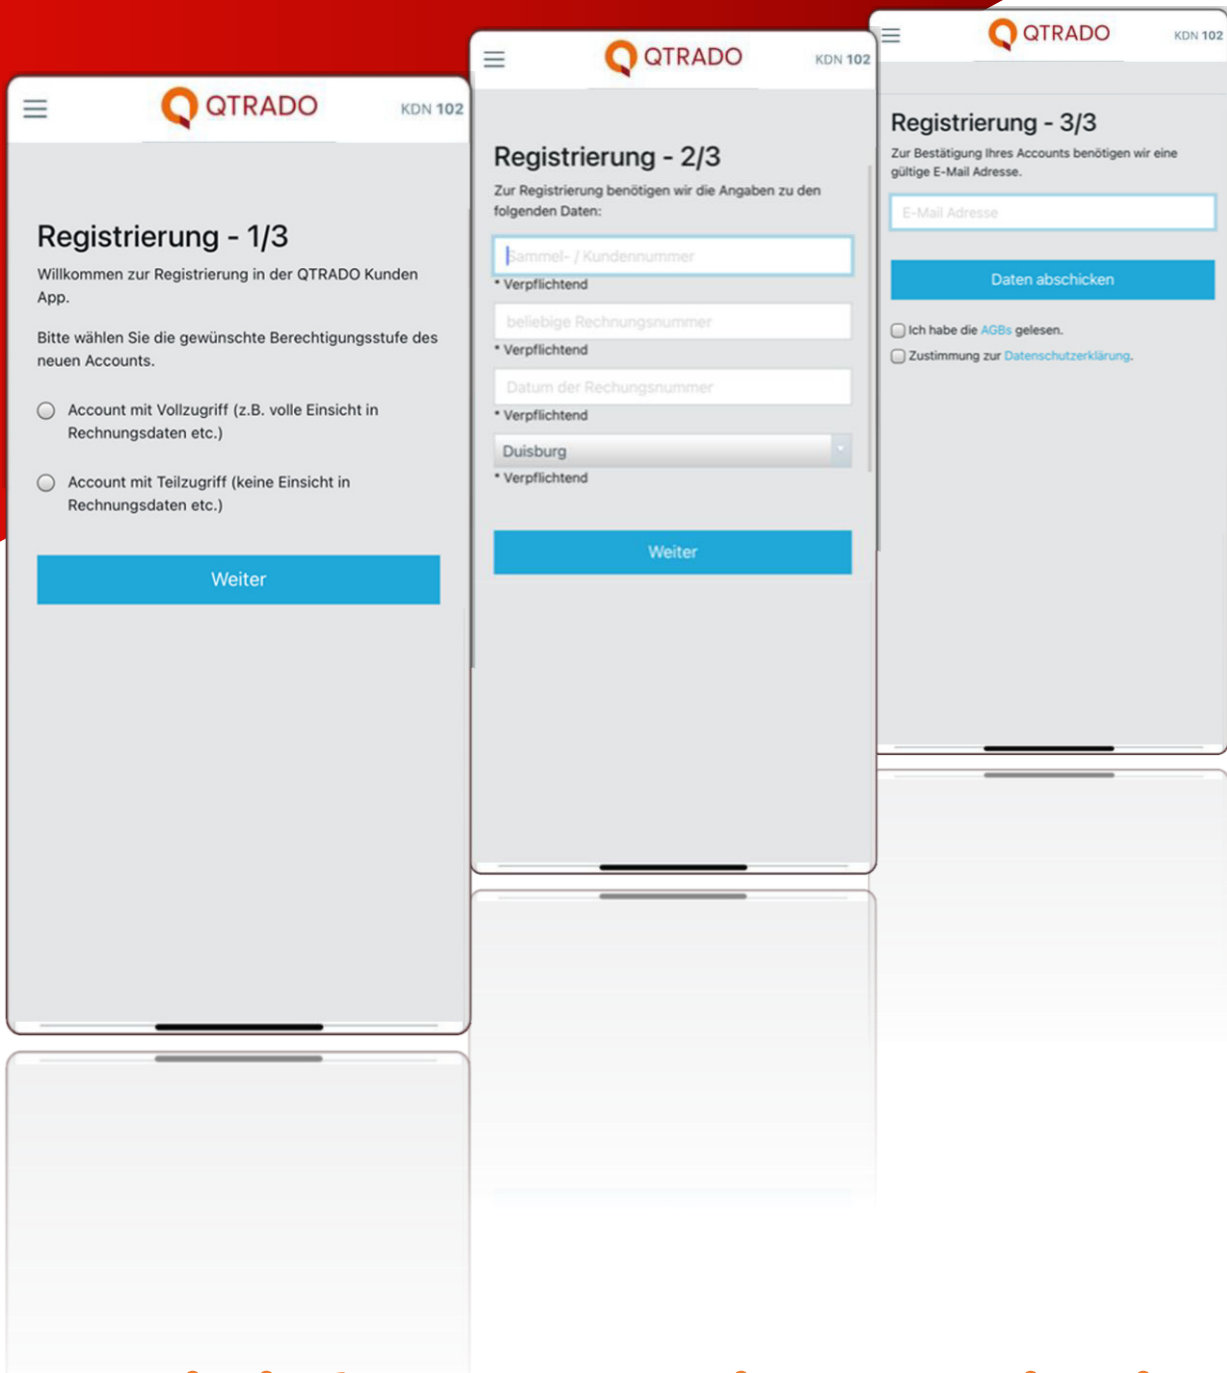 QTRADO
KDN 102
Registrierung - 1/3
Willkommen zur Registrierung in der QTRADO Kunden
App.
Bitte wählen Sie die gewünschte Berechtigungsstufe des
neuen Accounts.
Account mit Vollzugriff (z.B. volle Einsicht in
Rechnungsdaten etc.)
Account mit Teilzugriff (keine Einsicht in
Rechnungsdaten etc.)
Weiter
QTRADO
KDN 102
Registrierung - 2/3
Zur Registrierung benötigen wir die Angaben zu den
folgenden Daten:
Sammel- / Kundennummer
* Verpflichtend
beliebige Rechnungsnummer
* Verpflichtend
Datum der Rechungsnummer
* Verpflichtend
Duisburg
* Verpflichtend
Weiter
QTRADO
KDN 102
Registrierung - 3/3
Zur Bestätigung Ihres Accounts benötigen wir eine
gültige E-Mail Adresse.
E-Mail Adresse
Daten abschicken
Ich habe die AGBs gelesen.
Zustimmung zur Datenschutzerklärung.